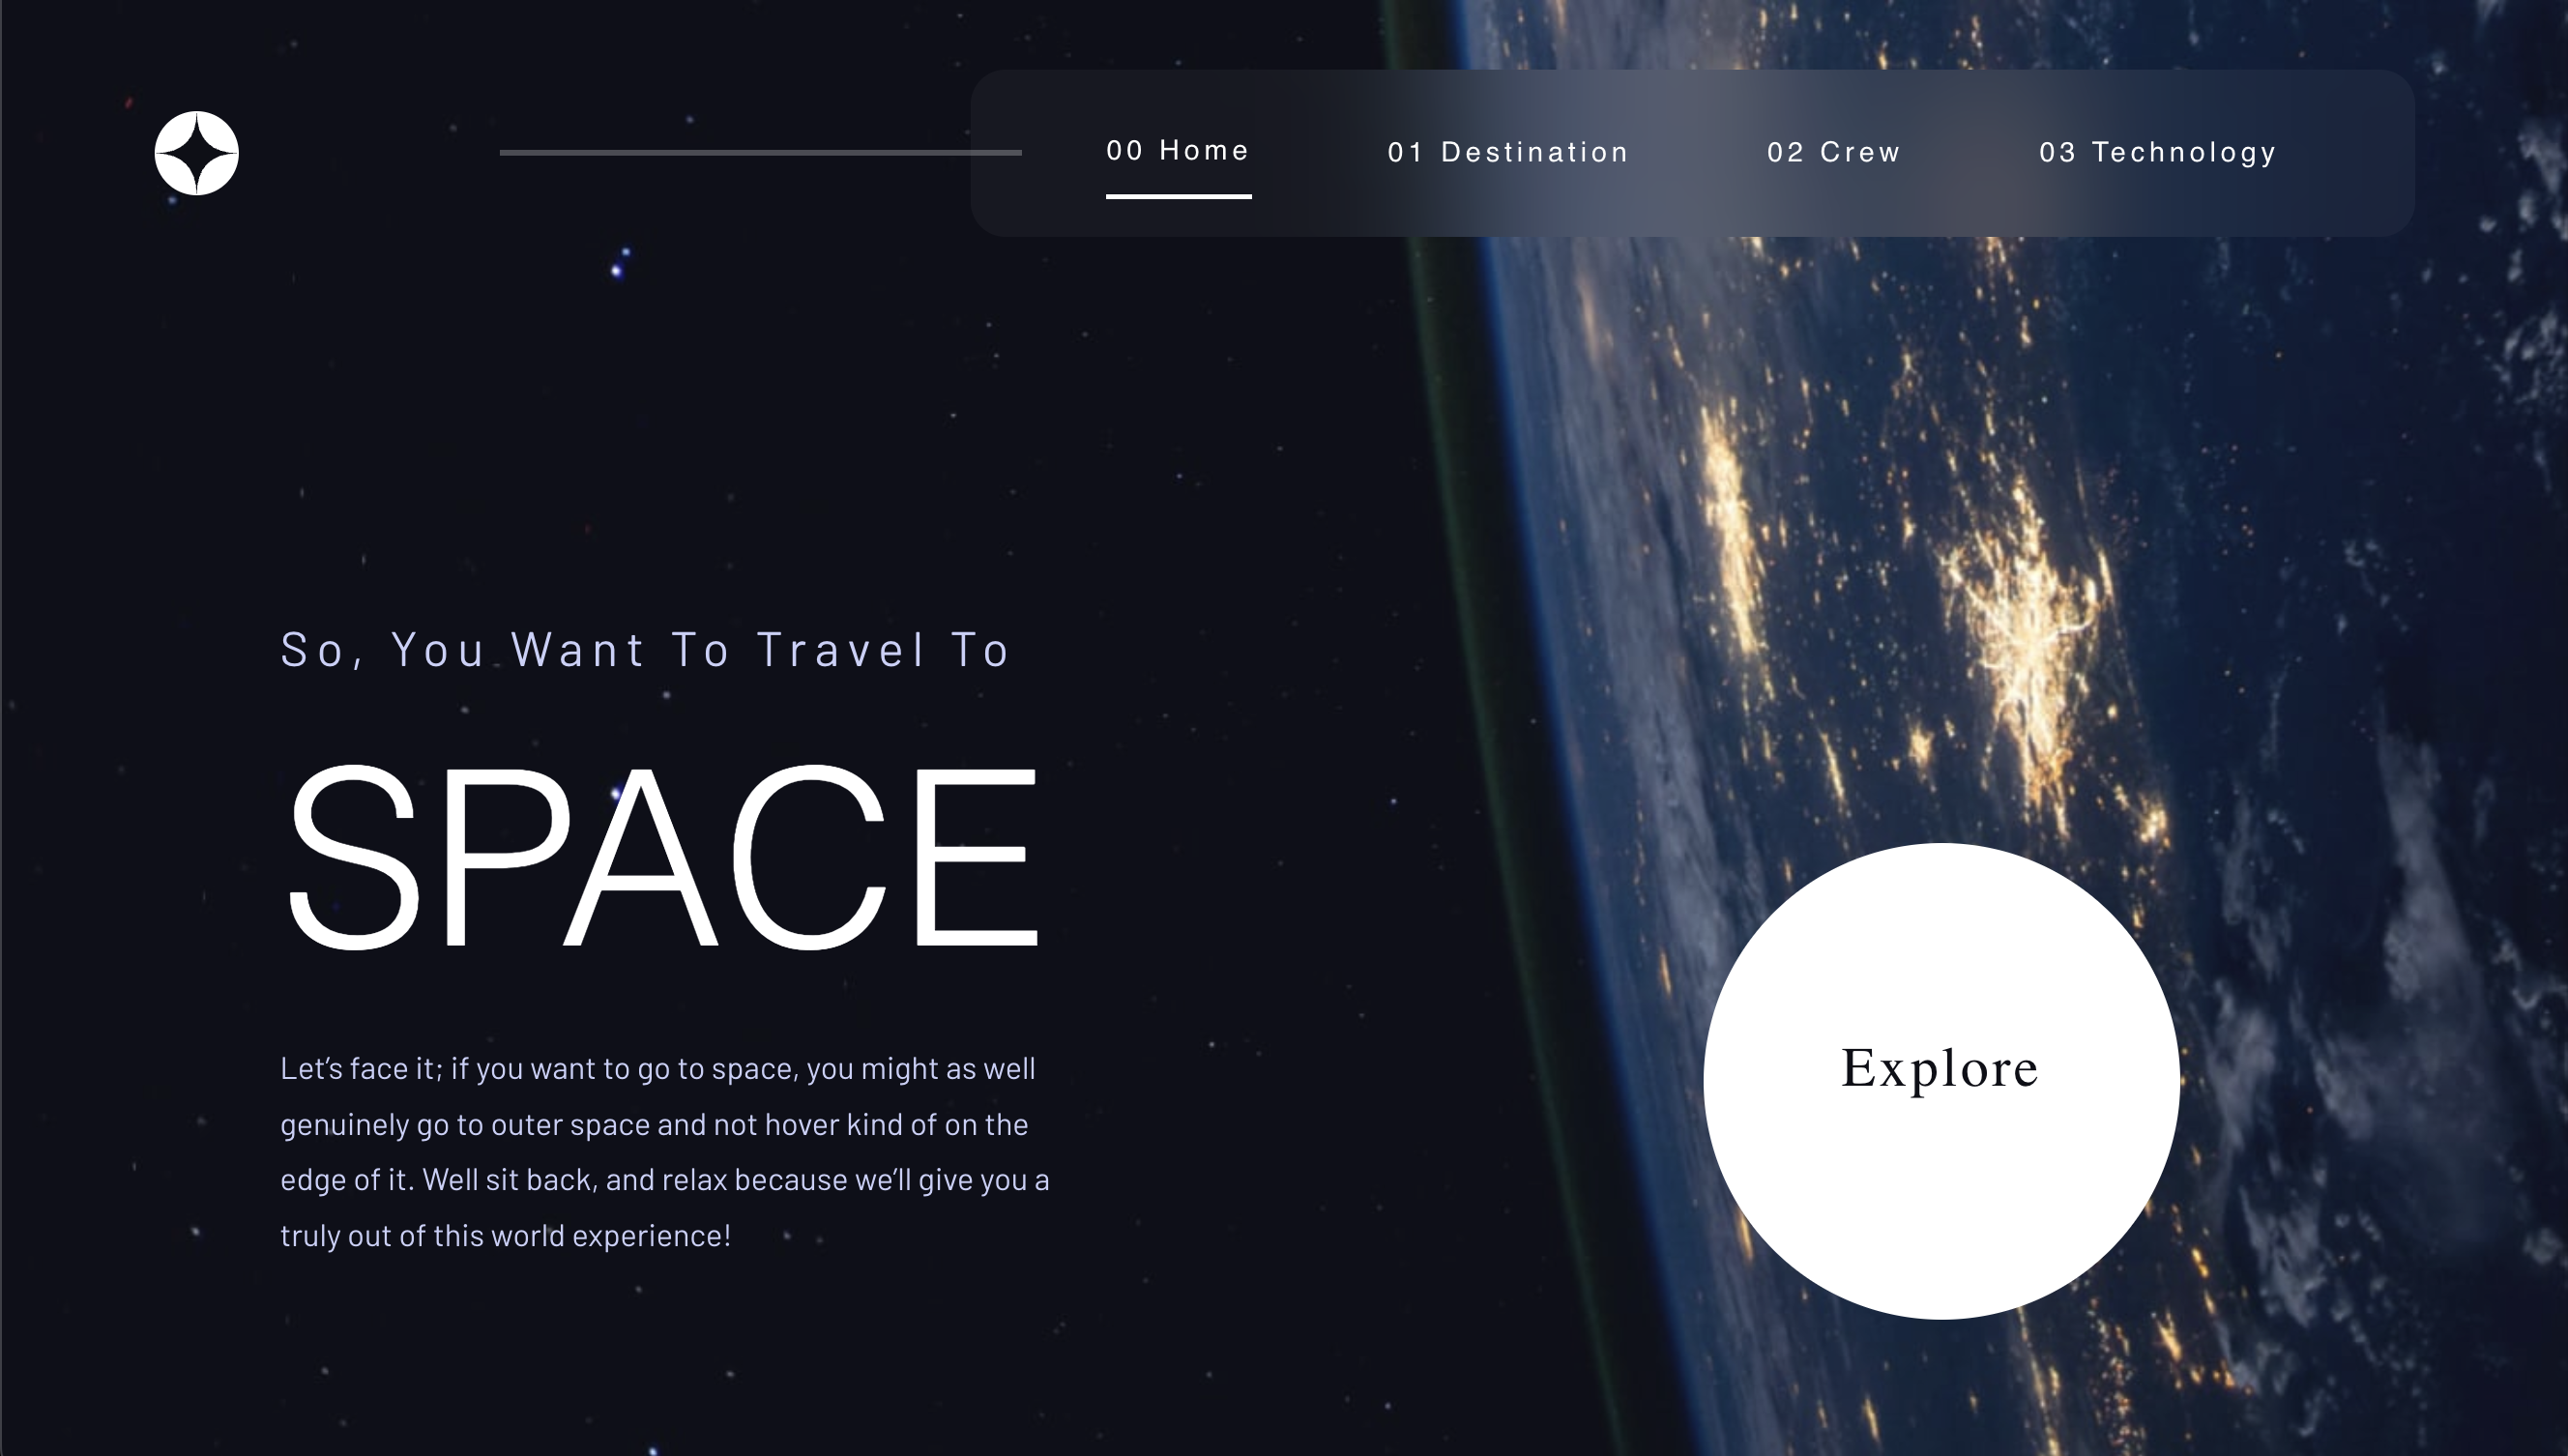 00 Home
01 Destination
02 Crew
03 Technology
So, You Want To Travel To
SPACE
Let’s face it; if you want to go to space, you might as well
genuinely go to outer space and not hover kind of on the
edge of it. Well sit back, and relax because we’ll give you a
truly out of this world experience!
Explore